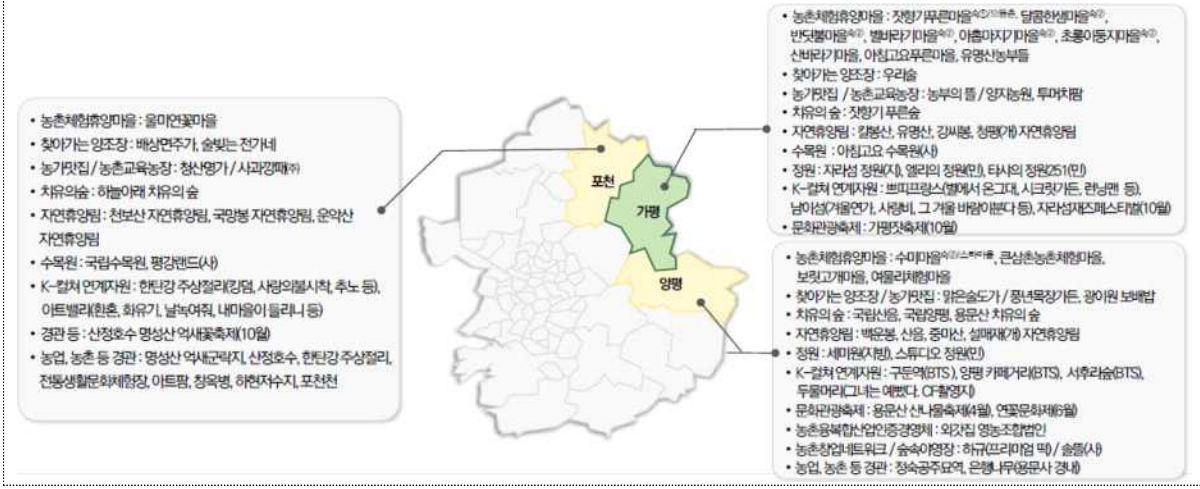 • 농촌체험휴양마을 : 울미연꽃마을
• 찾아가는 양조장 : 배상면주가, 술빚는 전가네
• 농가맛집 / 농촌교육농장 : 청산명가 / 사과깡패㈜
• 치유의숲 : 하늘아래 치유의 숲
• 자연휴양림 : 천보산 자연휴양림, 국망봉 자연휴양림, 운악산
자연휴양림
• 수목원 : 국립수목원, 평강랜드(사)
• K-컬쳐 연계자원 : 한탄강 주상절리(킹덤, 사랑의불시착, 추노 등),
아트밸리(화혼, 화유기, 날녹여줘, 내마을이 들리니 등)
• 경관 등 : 산정호수 명성산 억새꽃축제(10월)
• 농업, 농촌 등 경관 : 명성산 억새군락지, 산정호수, 한탄강 주상절리,
전통생활문화체험장, 아트팜, 창옥병, 하현저수지, 포천천
포천
가평
양평
• 농촌체험휴양마을 : 잣향기푸른마을 달콤한샘마을
반딧불마을 별바라기마을 아홉마지기마을 초롱이둥지마을
산바라기마을, 아침고요푸른마을, 유명산농부들
• 찾아가는 양조장 : 우리술
• 농가맛집 / 농촌교육농장 : 농부의 뜰 / 양지농원, 투머치팜
• 치유의 숲 : 잣향기 푸른숲
• 자연휴양림 : 칼봉산, 유명산, 강씨봉, 청평(개) 자연휴양림
• 수목원 : 아침고요 수목원(사)
• 정원 : 자라섬 정원(지), 엘리의 정원(민), 타샤의 정원251(민)
• K-컬쳐 연계자원 : 쁘띠프랑스(별에서 온그대, 시크릿가든, 런닝맨 등),
남이섬(겨울연가, 사랑비, 그 겨울 바람이분다 등), 자라섬재즈페스티벌(10월)
• 문화관광축제 : 가평잣축제(10월)
• 농촌체험휴양마을 : 수미마을 큰삼촌농촌체험마을,
보릿고개마을, 여물리체험마을
• 찾아가는 양조장 / 농가맛집 : 맑은술도가 / 풍년목장가든, 광이원 보배밥
• 치유의 숲 : 국립산음, 국립양평, 용문산 치유의 숲
• 자연휴양림 : 백운봉, 산음, 중미산, 설매재(개) 자연휴양림
• 정원 : 세미원(지방), 스튜디오 정원(민)
• K-컬쳐 연계자원 : 구둔역(BTS ), 양평 카페거리(BTS), 서후리숲(BTS),
두물머리(그녀는 예뻤다. CF촬영지)
• 문화관광축제 : 용문산 산나물축제(4월), 연꽃문화제(6월)
• 농촌융복합산업인증경영체 : 외갓집 영농조합법인
• 농촌창업네트워크 / 숲속야영장 : 하규(프리미엄 떡) / 솔뜰(사)
• 농업, 농촌 등 경관 : 정숙공주묘역, 은행나무(용문사 경내)